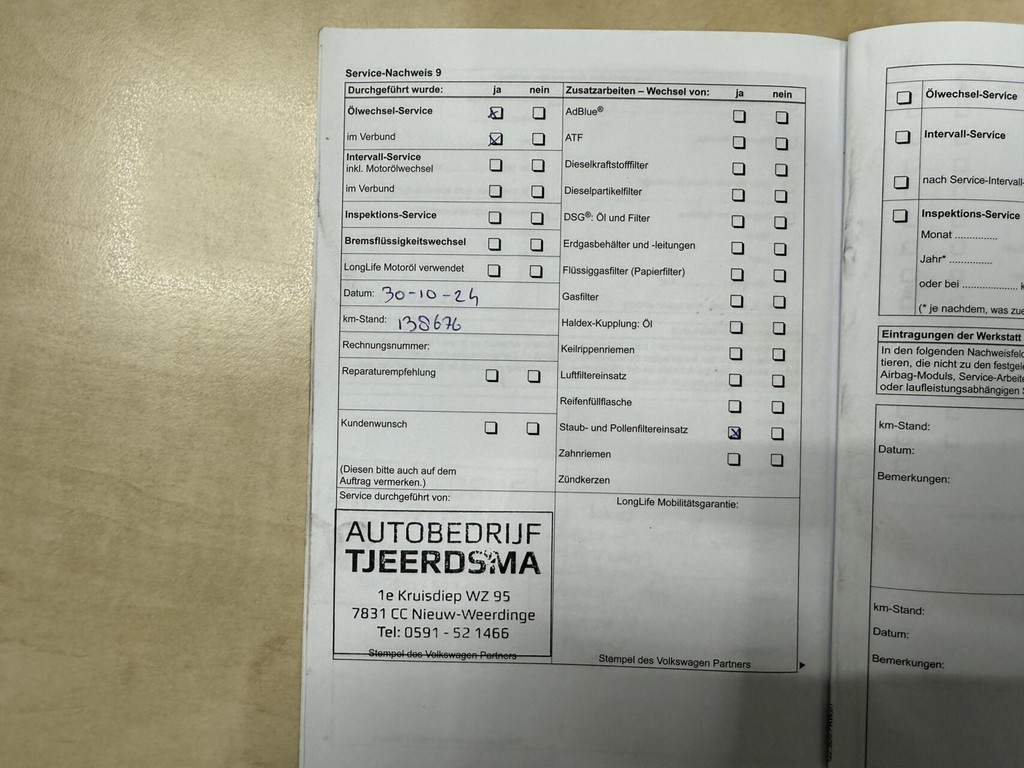 Service-Nachweis 9
Durchgeführt wurde: ja nein
Ölwechsel-Service
im Verbund
Intervall-Service
inkl. Motorölwechsel
im Verbund
Inspektions-Service
Bremsflüssigkeitswechsel
LongLife Motoröl verwendet
Datum: 30-10-24
km-Stand: 138676
Rechnungsnummer:
Reparaturempfehlung
Kundenwunsch
(Diesen bitte auch auf dem
Auftrag vermerken.)
Service durchgeführt von:
AUTOBEDRIJF
TJEERDSMA
1e Kruisdiep WZ 95
7831 CC Nieuw-Weerdinge
Tel: 0591 - 52 1466
Stempel des Volkswagen Partners
Zusatzarbeiten – Wechsel von: ja nein
AdBlue®
ATF
Dieselkraftstofffilter
Dieselpartikelfilter
DSG®: Öl und Filter
Erdgasbehälter und -leitungen
Flüssiggasfilter (Papierfilter)
Gasfilter
Haldex-Kupplung: Öl
Keilrippenriemen
Luftfiltereinsatz
Reifenfüllflasche
Staub- und Pollenfiltereinsatz
Zahnriemen
Zündkerzen
LongLife Mobilitätsgarantie:
Stempel des Volkswagen Partners
Ölwechsel-Service
Intervall-Service
nach Service-Intervall-
Inspektions-Service
Monat ..............
Jahr* ..............
oder bei ..................
(* je nachdem, was
Eintragungen der Werkstatt
In den folgenden
tieren, die nicht zu den
Airbag-Moduls,
oder laufleistungsabhängigen
km-Stand:
Datum:
Bemerkungen:
km-Stand:
Datum:
Bemerkungen: